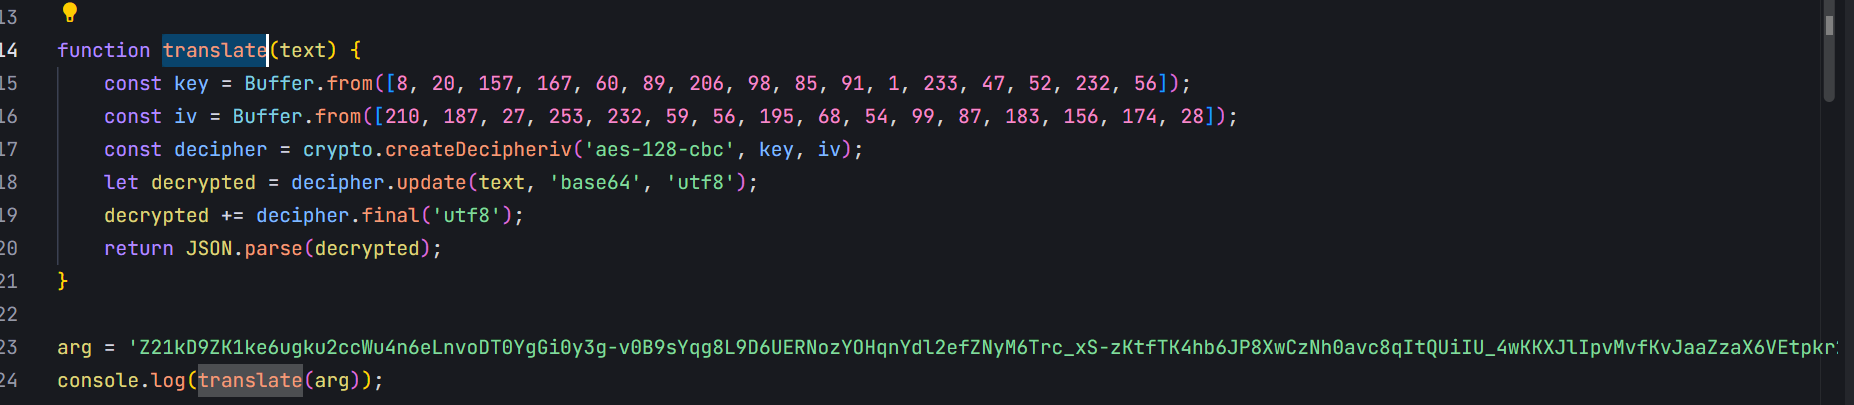 13
14 function translate(text) {
15 const key = Buffer.from([8, 20, 157, 167, 60, 89, 206, 98, 85, 91, 1, 233, 47, 52, 232, 56]);
16 const iv = Buffer.from([210, 187, 27, 253, 232, 59, 56, 195, 68, 54, 99, 87, 183, 156, 174, 28]);
17 const decipher = crypto.createDecipheriv('aes-128-cbc', key, iv);
18 let decrypted = decipher.update(text, 'base64', 'utf8');
19 decrypted += decipher.final('utf8');
20 return JSON.parse(decrypted);
21 }
22
23 arg = 'Z21kD9ZK1ke6ugku2ccWu4n6eLnvoDT0YgGi0y3g-v0B9sYqg8L9D6UERNozYOHqnYdl2efZNyM6Trc_xS-zKtfTK4hb6JP8XwCzNh0avc8qItQUiIU_4wKKXJlIpvMvfKvJaaZzaX6VEtpkr
24 console.log(translate(arg));